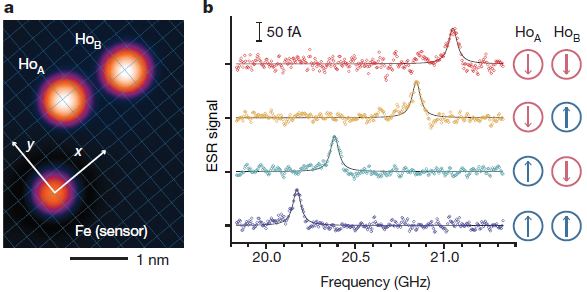 a
Ho_A
Ho_B
y
x
Fe (sensor)
1 nm
b
50 fA
Ho_A Ho_B
ESR signal
↓ ↓
↓ ↑
↑ ↓
↑ ↑
20.0 20.5 21.0
Frequency (GHz)